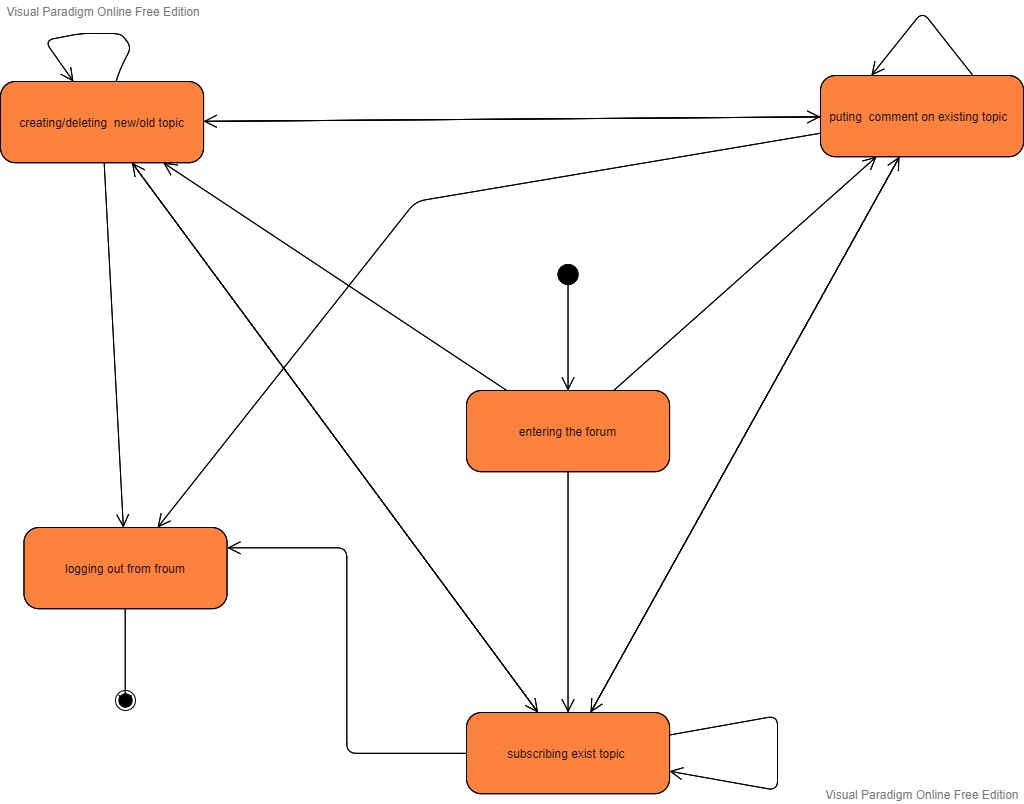 Visual Paradigm Online Free Edition
creating/deleting  new/old topic
puting  comment on existing topic
entering the forum
logging out from froum
subscribing exist topic
Visual Paradigm Online Free Edition